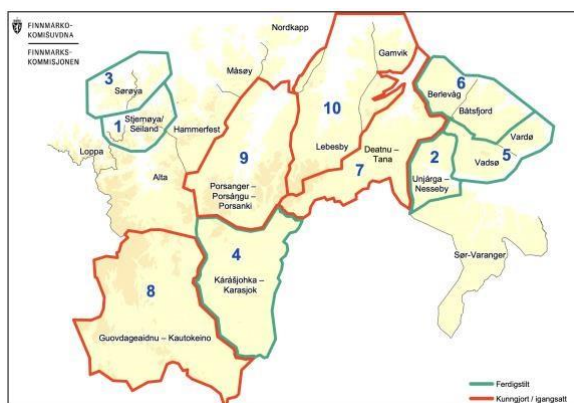 FINNMARKO-
KOMIŠUVDNA
FINNMARKS-
KOMMISJONEN
Nordkapp
Gamvik
3
Sørøya
Måsøy
6
Berlevåg
Båtsfjord
1
Stjernøya/
Seiland
Hammerfest
10
Vardø
Loppa
Lebesby
Deatnu –
Tana
2
5
Vadsø
9
7
Alta
Porsanger –
Porsáŋgu –
Porsanki
Unjárga –
Nesseby
4
Sør-Varanger
Kárášjohka –
Karasjok
8
Guovdageaidnu – Kautokeino
Ferdigstilt
Kunngjort / igangsatt